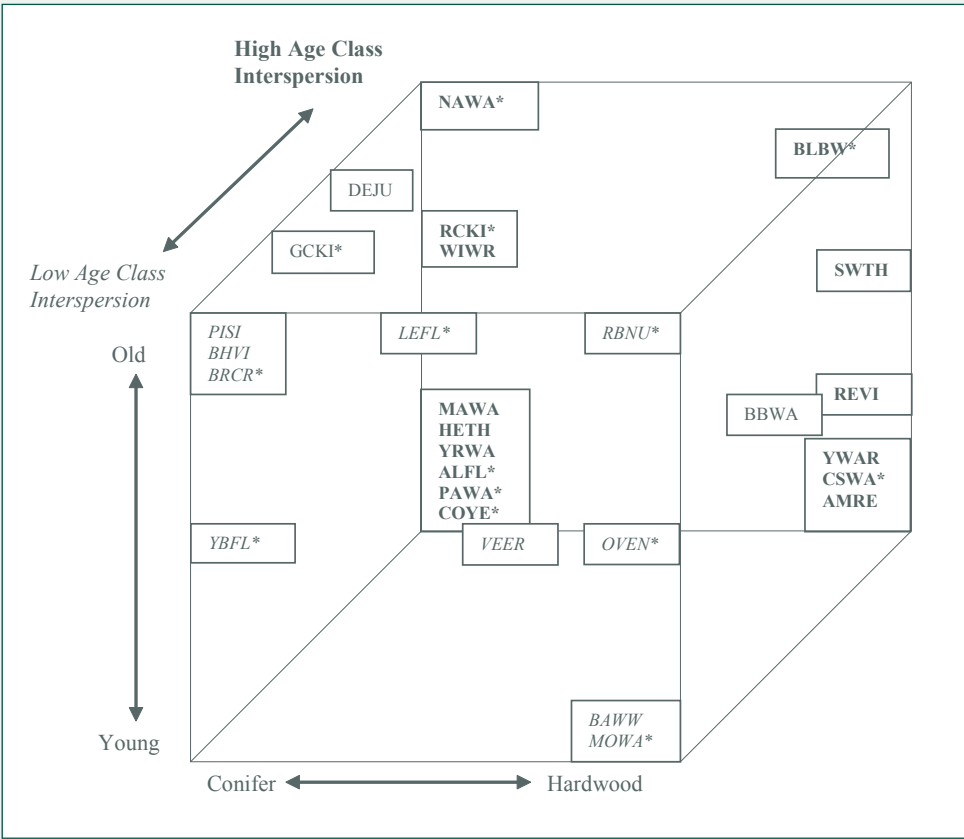 High Age Class
Interspersion
NAWA*
BLBW*
DEJU
RCKI*
WIWR
GCKI*
SWTH
Low Age Class
Interspersion
PISI
BHVI
BRCR*
LEFL*
RBNU*
Old
MAWA
HETH
YRWA
ALFL*
PAWA*
COYE*
REVI
BBWA
YWAR
CSWA*
AMRE
YBFL*
VEER
OVEN*
BAWW
MOWA*
Young
Conifer
Hardwood